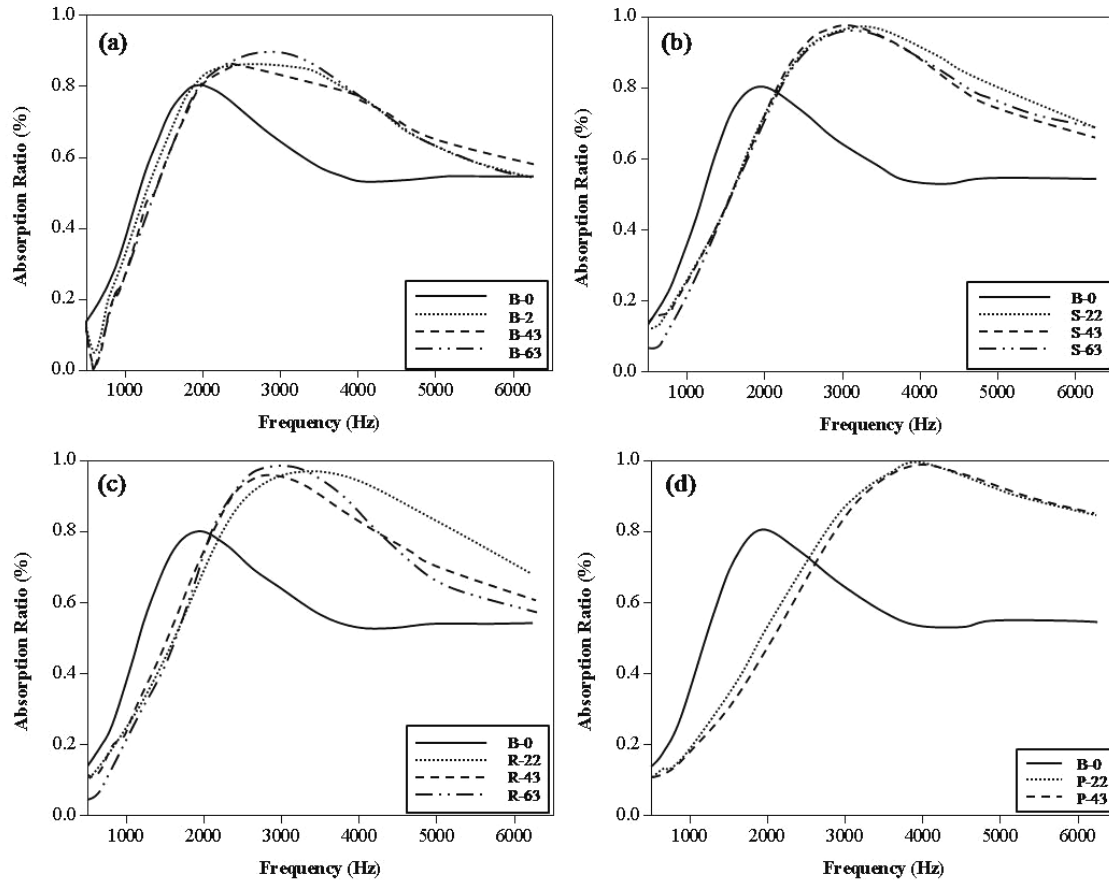 (a)
Absorption Ratio (%)
1.0
0.8
0.6
0.4
0.2
0.0
B-0
B-2
B-43
B-63
1000 2000 3000 4000 5000 6000
Frequency (Hz)
(b)
Absorption Ratio (%)
1.0
0.8
0.6
0.4
0.2
0.0
B-0
S-22
S-43
S-63
1000 2000 3000 4000 5000 6000
Frequency (Hz)
(c)
Absorption Ratio (%)
1.0
0.8
0.6
0.4
0.2
0.0
B-0
R-22
R-43
R-63
1000 2000 3000 4000 5000 6000
Frequency (Hz)
(d)
Absorption Ratio (%)
1.0
0.8
0.6
0.4
0.2
0.0
B-0
P-22
P-43
1000 2000 3000 4000 5000 6000
Frequency (Hz)